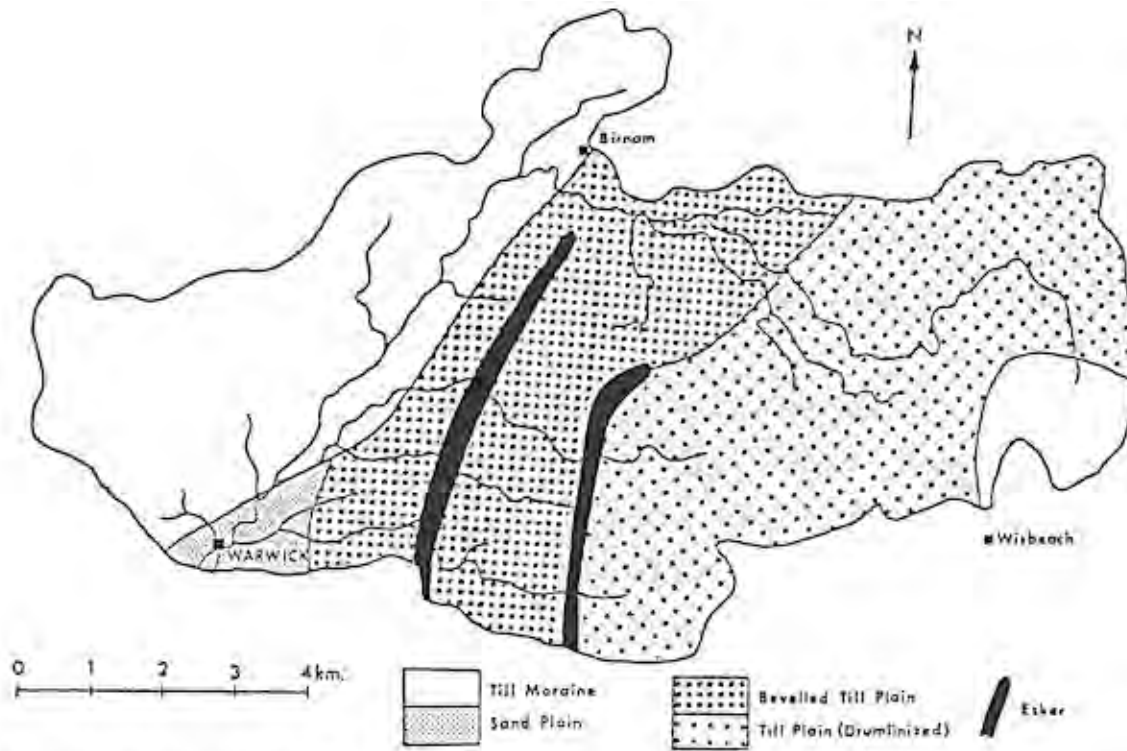 N
Birnam
WARWICK
Wisbeach
0 1 2 3 4 km.
Till Moraine
Sand Plain
Bevelled Till Plain
Till Plain (Drumlinized)
Esker